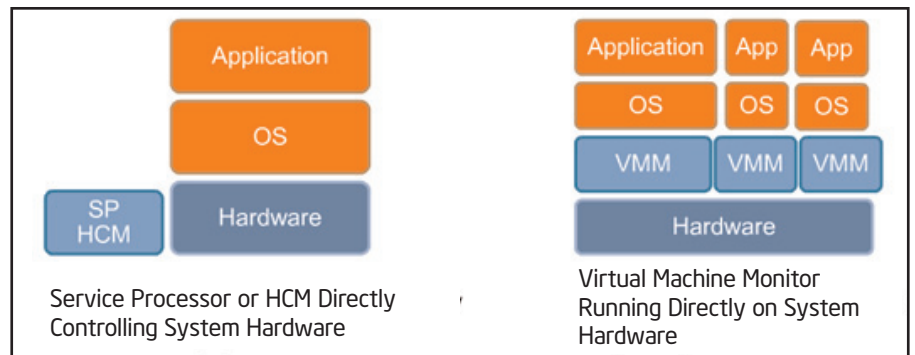 Application
OS
SP
HCM
Hardware
Service Processor or HCM Directly
Controlling System Hardware
Application App App
OS OS OS
VMM VMM VMM
Hardware
Virtual Machine Monitor
Running Directly on System
Hardware